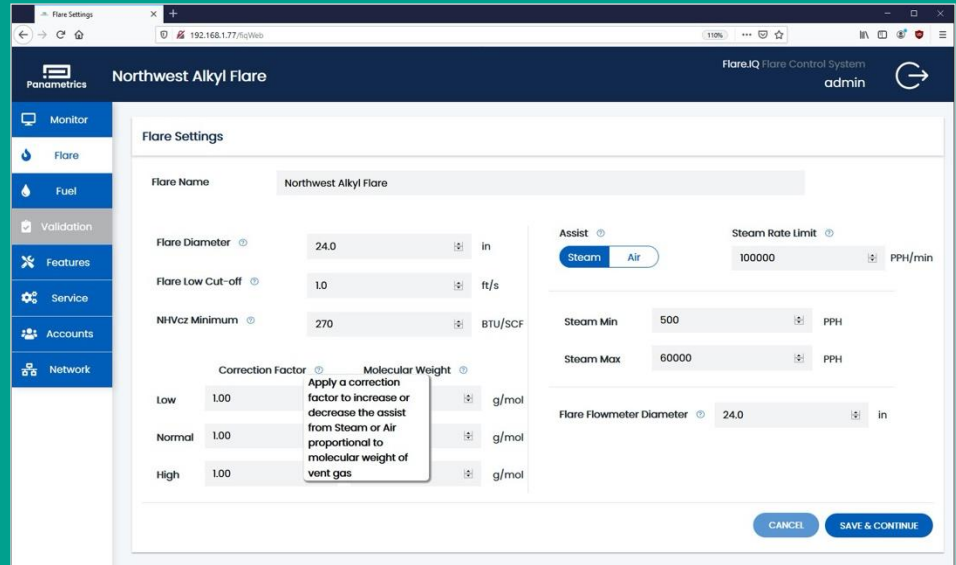 Flare Settings
192.168.1.77/fiqWeb
110%
Panametrics
Northwest Alkyl Flare
Flare.IQ Flare Control System
admin
Monitor
Flare
Fuel
Validation
Features
Service
Accounts
Network
Flare Settings
Flare Name Northwest Alkyl Flare
Flare Diameter 24.0 in
Flare Low Cut-off 1.0 ft/s
NHVcz Minimum 270 BTU/SCF
Correction Factor Molecular Weight
Low 1.00 g/mol
Normal 1.00 g/mol
High 1.00 g/mol
Apply a correction
factor to increase or
decrease the assist
from Steam or Air
proportional to
molecular weight of
vent gas
Assist Steam Rate Limit
Steam Air 100000 PPH/min
Steam Min 500 PPH
Steam Max 60000 PPH
Flare Flowmeter Diameter 24.0 in
CANCEL SAVE & CONTINUE